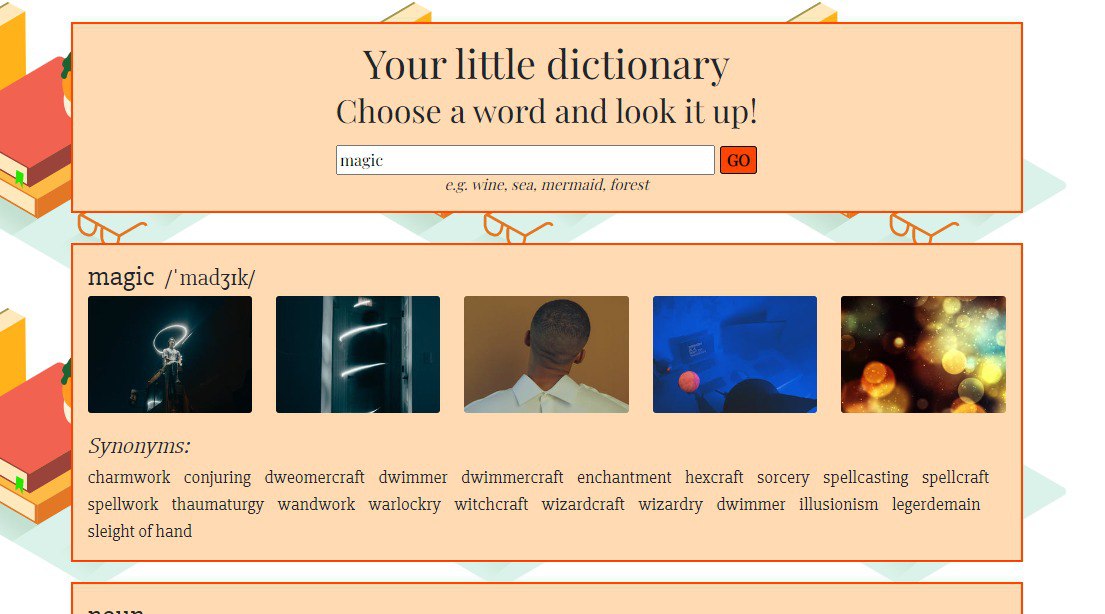 Your little dictionary
Choose a word and look it up!
magic GO
e.g. wine, sea, mermaid, forest
magic /ˈmadʒɪk/
Synonyms:
charmwork conjuring dweomercraft dwimmer dwimmercraft enchantment hexcraft sorcery spellcasting spellcraft
spellwork thaumaturgy wandwork warlockry witchcraft wizardcraft wizardry dwimmer illusionism legerdemain
sleight of hand
noun